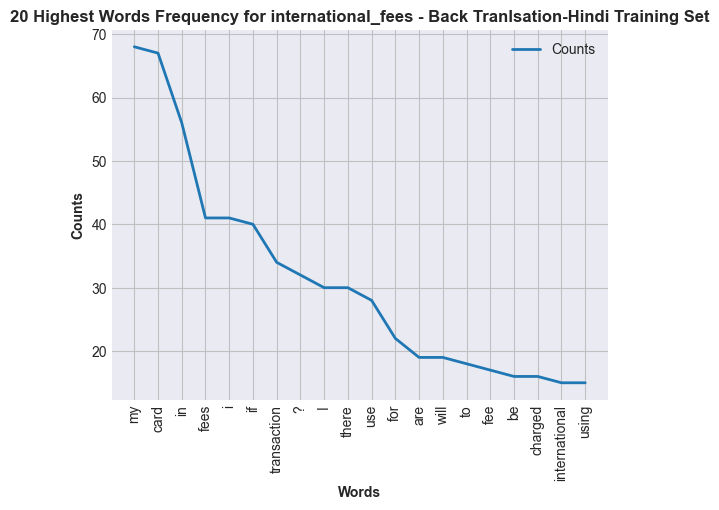 20 Highest Words Frequency for international_fees - Back Tranlsation-Hindi Training Set
Counts
70
60
50
40
30
20
Counts
my
card
in
fees
i
if
transaction
?
I
there
use
for
are
will
to
fee
be
charged
international
using
Words